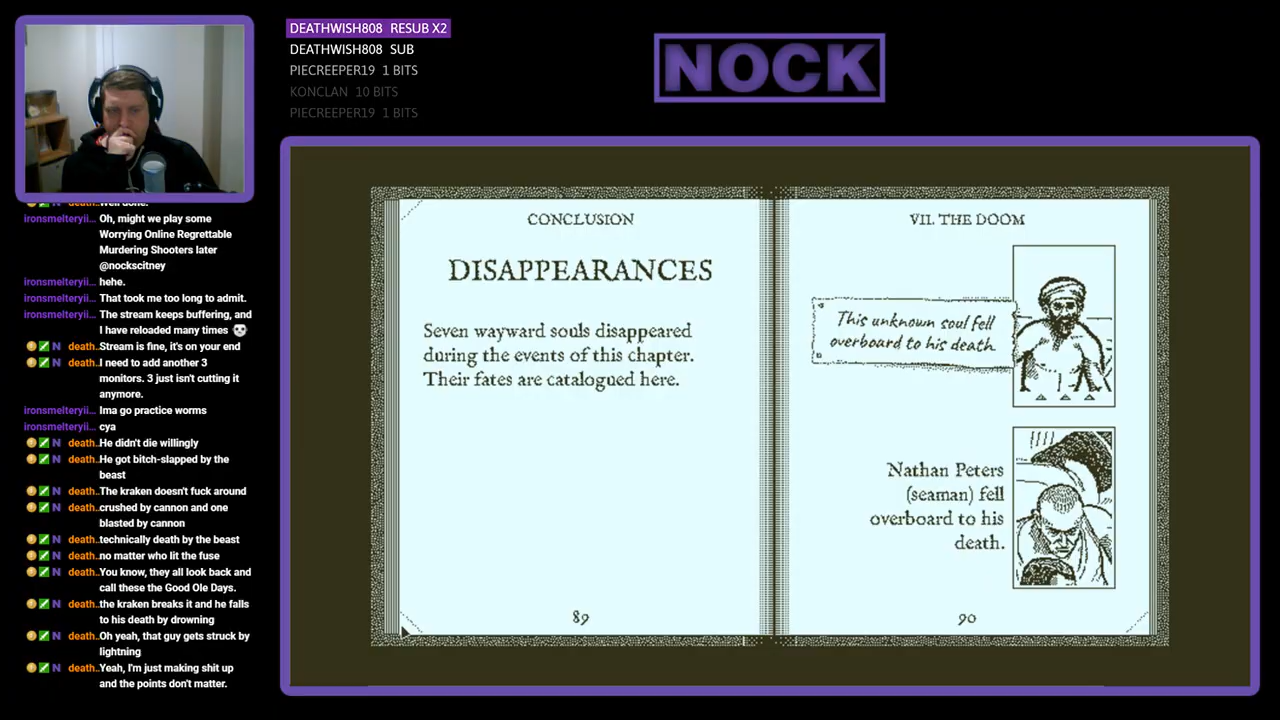 DEATHWISH808 RESUB X2
DEATHWISH808 SUB
PIECREEPER19 1 BITS
KONCLAN 10 BITS
PIECREEPER19 1 BITS
NOCK
death.. Well done.
ironsmelteryii... Oh, might we play some
Worrying Online Regrettable
Murdering Shooters later
@nockscitney
ironsmelteryii... hehe.
ironsmelteryii... That took me too long to admit.
ironsmelteryii... The stream keeps buffering, and
I have reloaded many times
death.. Stream is fine, it's on your end
death.. I need to add another 3
monitors. 3 just isn't cutting it
anymore.
ironsmelteryii... Ima go practice worms
ironsmelteryii... cya
death.. He didn't die willingly
death.. He got bitch-slapped by the
beast
death.. The kraken doesn't fuck around
death.. crushed by cannon and one
blasted by cannon
death.. technically death by the beast
death.. no matter who lit the fuse
death.. You know, they all look back and
call these the Good Ole Days.
death.. the kraken breaks it and he falls
to his death by drowning
death.. Oh yeah, that guy gets struck by
lightning
death.. Yeah, I'm just making shit up
and the points don't matter.
CONCLUSION
DISAPPEARANCES
Seven wayward souls disappeared
during the events of this chapter.
Their fates are catalogued here.
89
VII. THE DOOM
This unknown soul fell
overboard to his death
Nathan Peters
(seaman) fell
overboard to his
death.
90